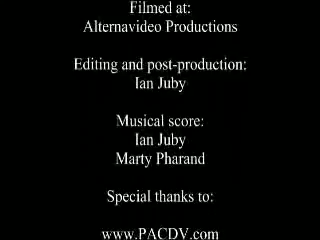 Filmed at:
Alternavideo Productions
Editing and post-production:
Ian Juby
Musical score:
Ian Juby
Marty Pharand
Special thanks to:
www.PACDV.com